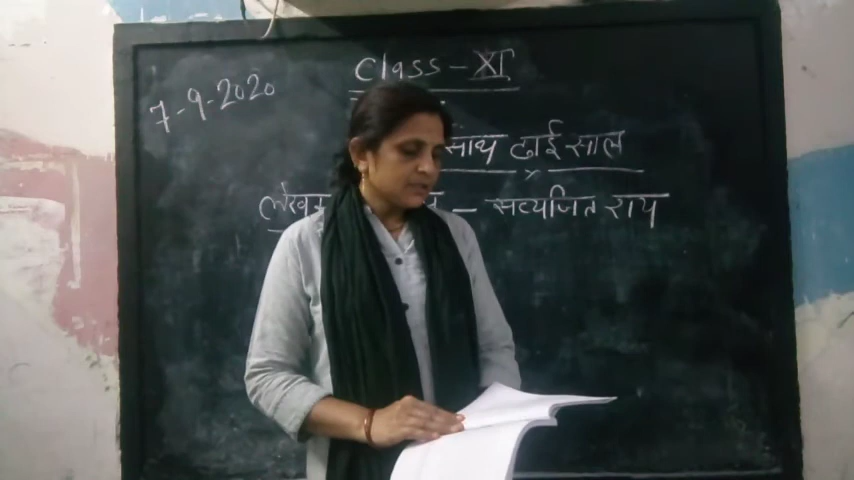 Class - XI
7-9-2020
साथ ढाई साल
लेख - सत्यजित राय